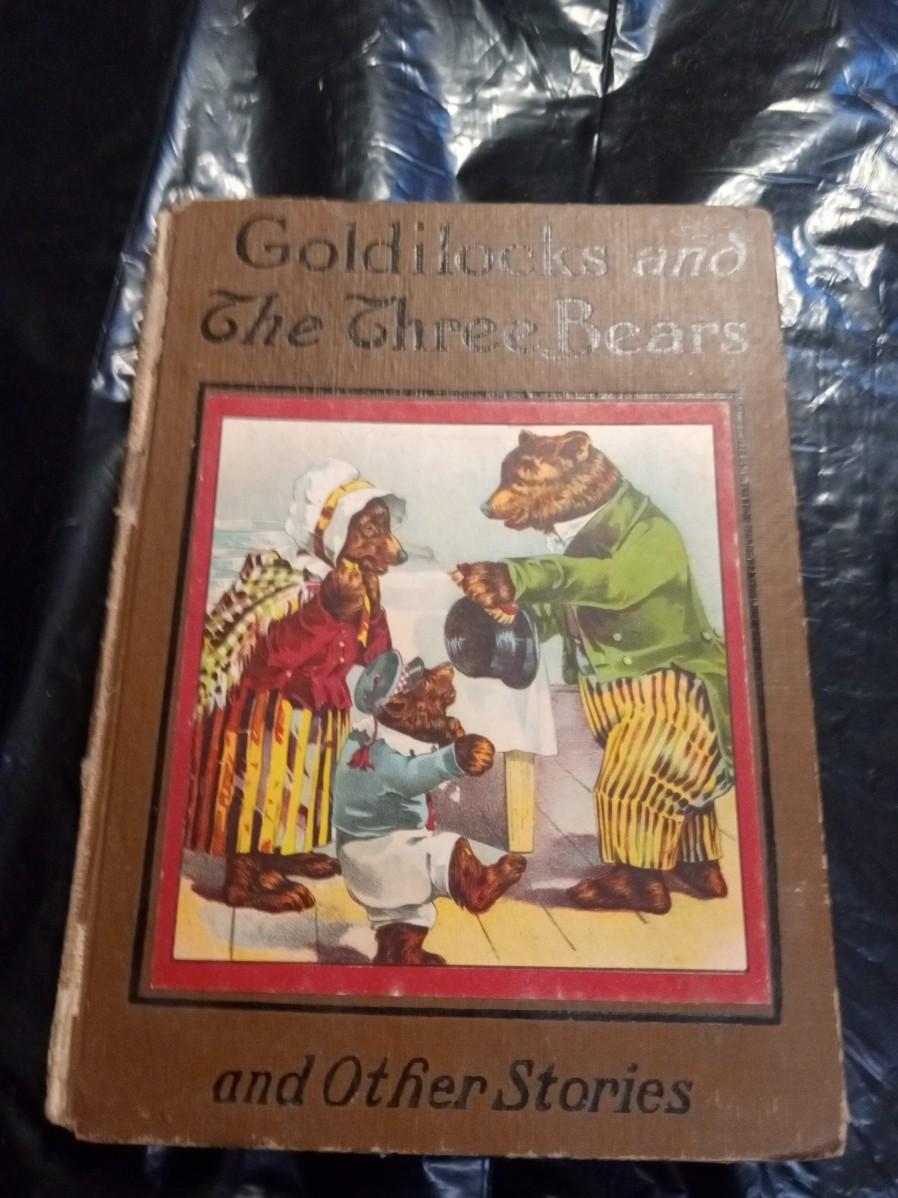 Goldilocks and
The Three Bears
and Other Stories